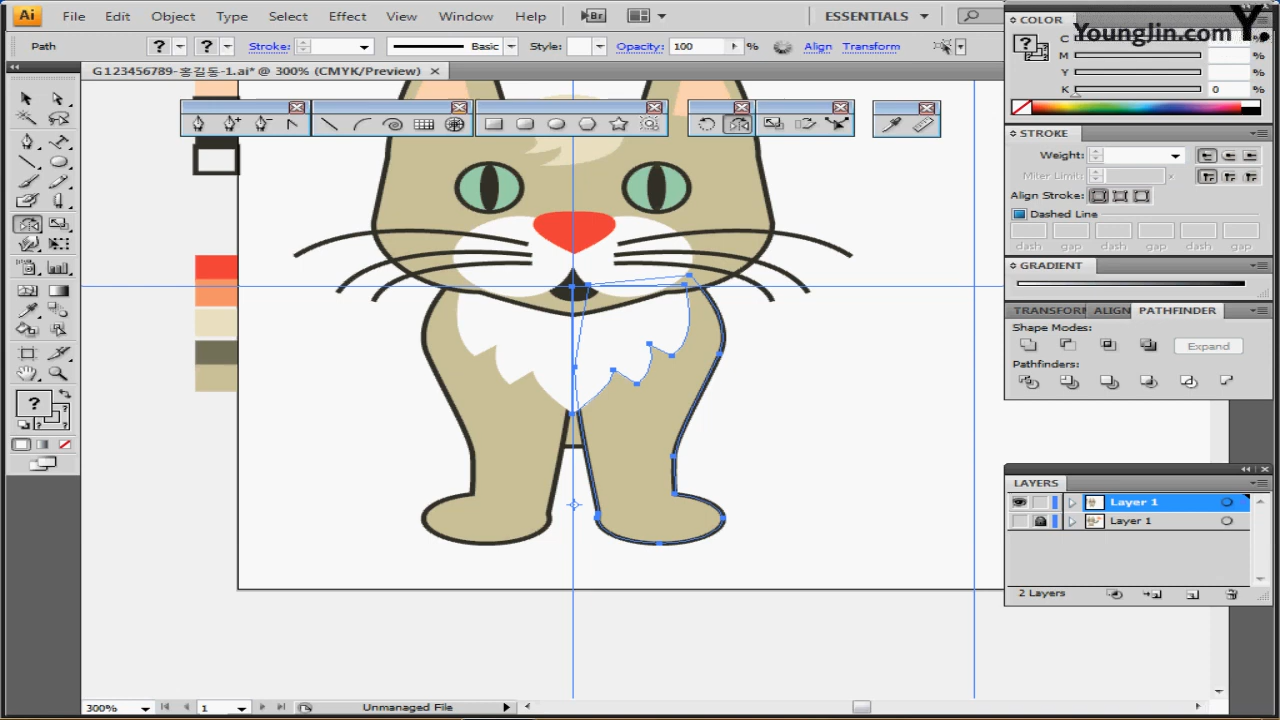 Ai File Edit Object Type Select Effect View Window Help Br ESSENTIALS
Path ? ? Stroke: Basic Style: Opacity: 100 % Align Transform
G123456789-홍길동-1.ai* @ 300% (CMYK/Preview)
YoungJin.com Y.
COLOR
?
C %
M %
Y %
K 0 %
STROKE
Weight:
Miter Limit: x
Align Stroke:
Dashed Line
dash gap dash gap dash gap
GRADIENT
TRANSFORM ALIGN PATHFINDER
Shape Modes:
Expand
Pathfinders:
?
?
LAYERS
Layer 1
Layer 1
2 Layers
300% 1 Unmanaged File